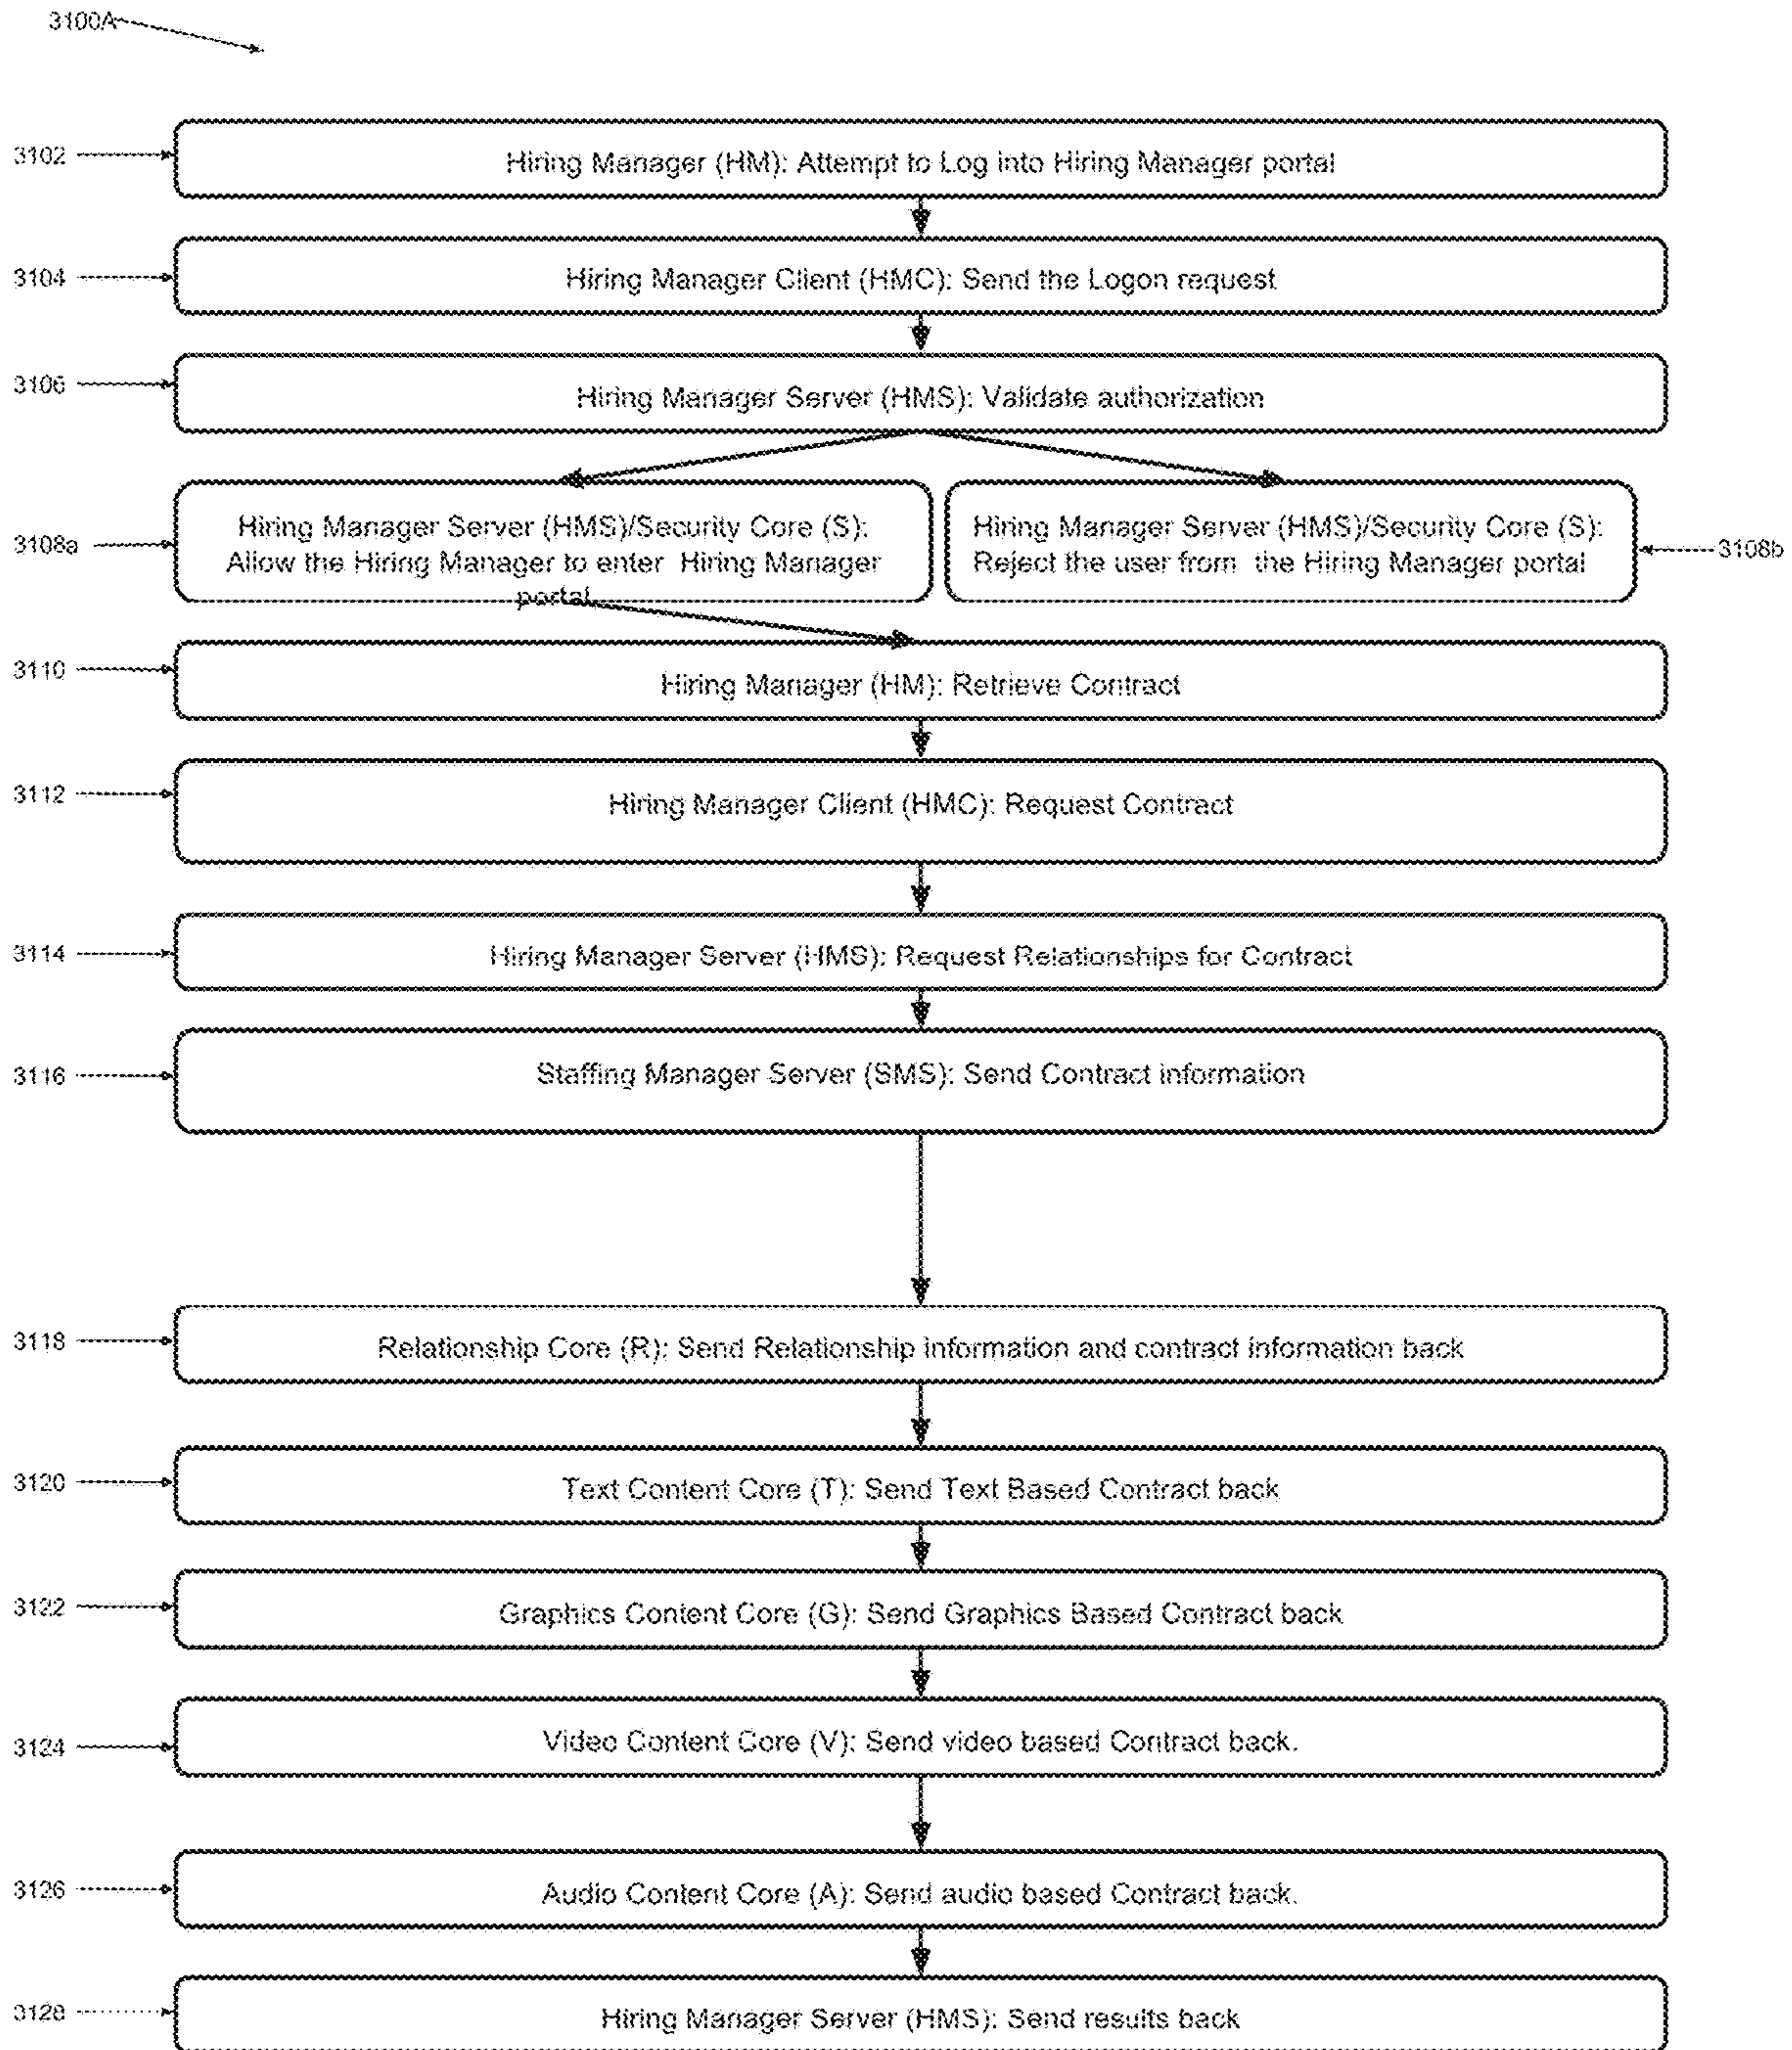 3100A
3102
Hiring Manager (HM): Attempt to Log into Hiring Manager portal
3104
Hiring Manager Client (HMC): Send the Logon request
3106
Hiring Manager Server (HMS): Validate authorization
3108a
Hiring Manager Server (HMS)/Security Core (S):
Allow the Hiring Manager to enter Hiring Manager
portal
Hiring Manager Server (HMS)/Security Core (S):
Reject the user from the Hiring Manager portal
3108b
3110
Hiring Manager (HM): Retrieve Contract
3112
Hiring Manager Client (HMC): Request Contract
3114
Hiring Manager Server (HMS): Request Relationships for Contract
3116
Staffing Manager Server (SMS): Send Contract information
3118
Relationship Core (R): Send Relationship information and contract information back
3120
Text Content Core (T): Send Text Based Contract back
3122
Graphics Content Core (G): Send Graphics Based Contract back
3124
Video Content Core (V): Send video based Contract back.
3126
Audio Content Core (A): Send audio based Contract back.
3128
Hiring Manager Server (HMS): Send results back